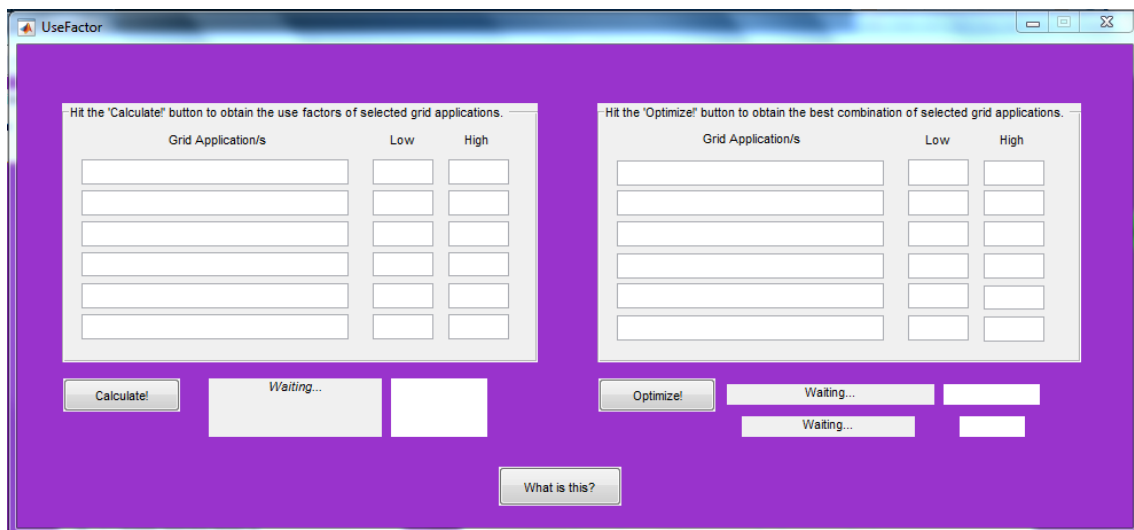 UseFactor
Hit the 'Calculate!' button to obtain the use factors of selected grid applications.
Grid Application/s Low High
Calculate!
Waiting...
Hit the 'Optimize!' button to obtain the best combination of selected grid applications.
Grid Application/s Low High
Optimize!
Waiting...
Waiting...
What is this?